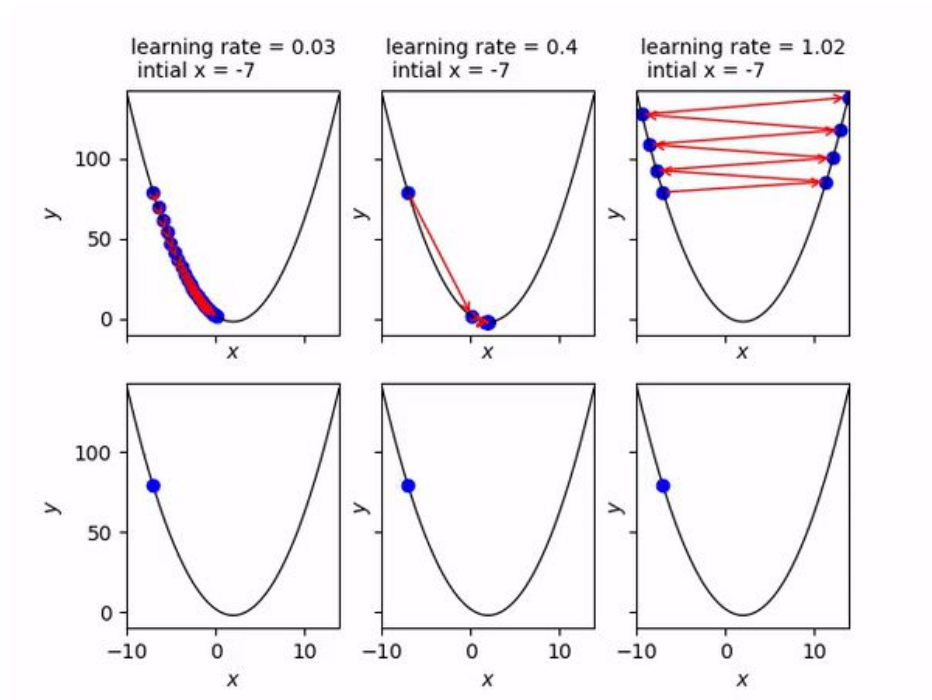 learning rate = 0.03
intial x = -7
learning rate = 0.4
intial x = -7
learning rate = 1.02
intial x = -7
100
50
0
y
x
y
x
y
x
100
50
0
y
-10
0
10
x
y
-10
0
10
x
y
-10
0
10
x